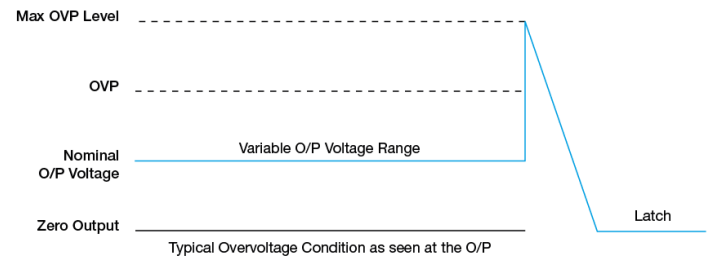 Max OVP Level
OVP
Variable O/P Voltage Range
Nominal
O/P Voltage
Latch
Zero Output
Typical Overvoltage Condition as seen at the O/P